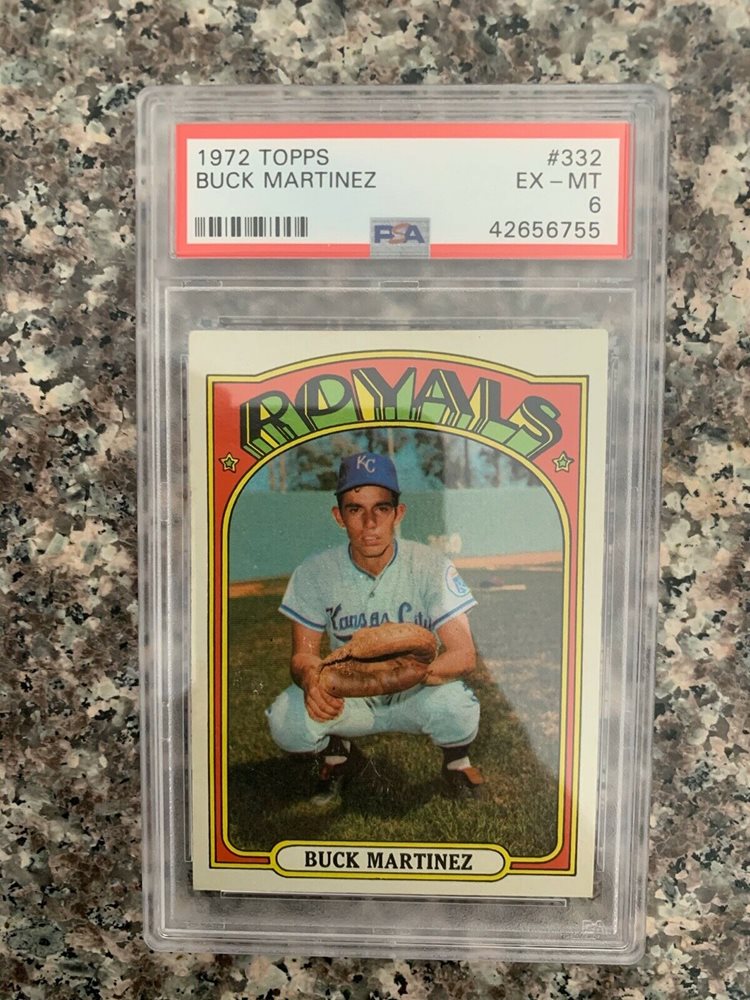 1972 TOPPS #332
BUCK MARTINEZ EX - MT
6
PSA 42656755
ROYALS
KC
Kansas City
BUCK MARTINEZ